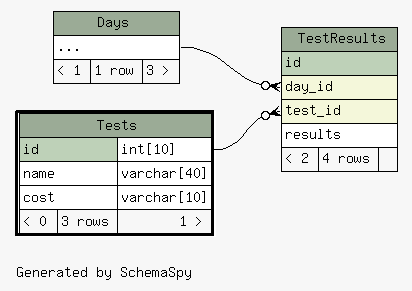 Days
...
< 1 1 row 3 >
TestResults
id
day_id
test_id
results
< 2 4 rows
Tests
id int[10]
name varchar[40]
cost varchar[10]
< 0 3 rows 1 >
Generated by SchemaSpy